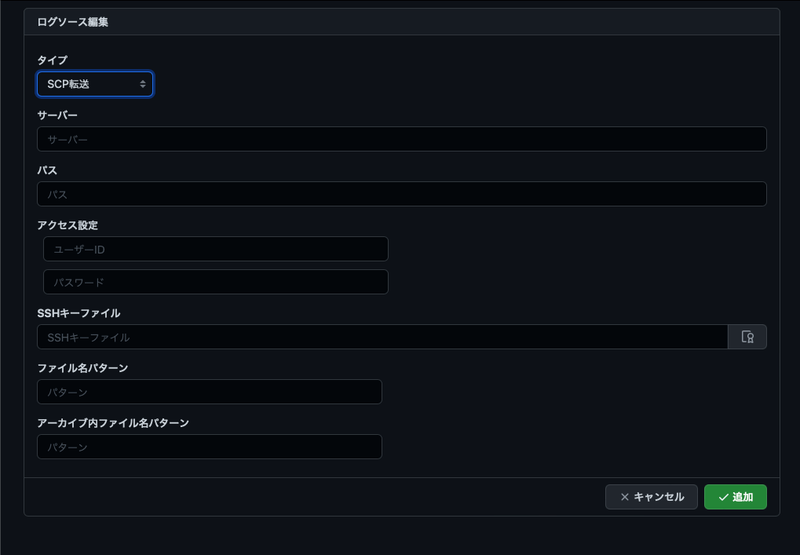 ログソース編集
タイプ
SCP転送
サーバー
サーバー
パス
パス
アクセス設定
ユーザーID
パスワード
SSHキーファイル
SSHキーファイル
ファイル名パターン
パターン
アーカイブ内ファイル名パターン
パターン
キャンセル 追加